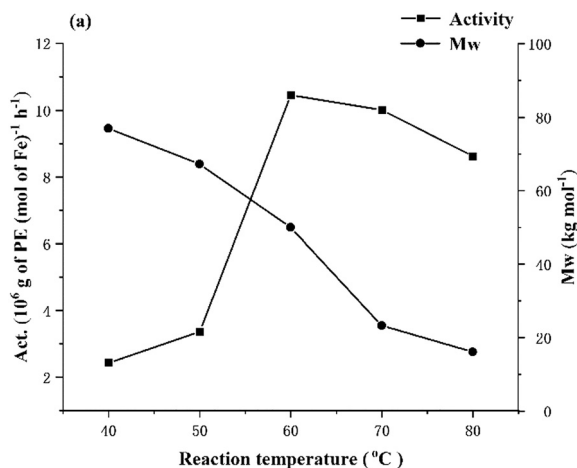 (a)
Activity
Mw
Act. (10⁶ g of PE (mol of Fe)⁻¹ h⁻¹)
12
10
8
6
4
2
100
80
60
40
20
0
Mw (kg mol⁻¹)
40 50 60 70 80
Reaction temperature (°C)